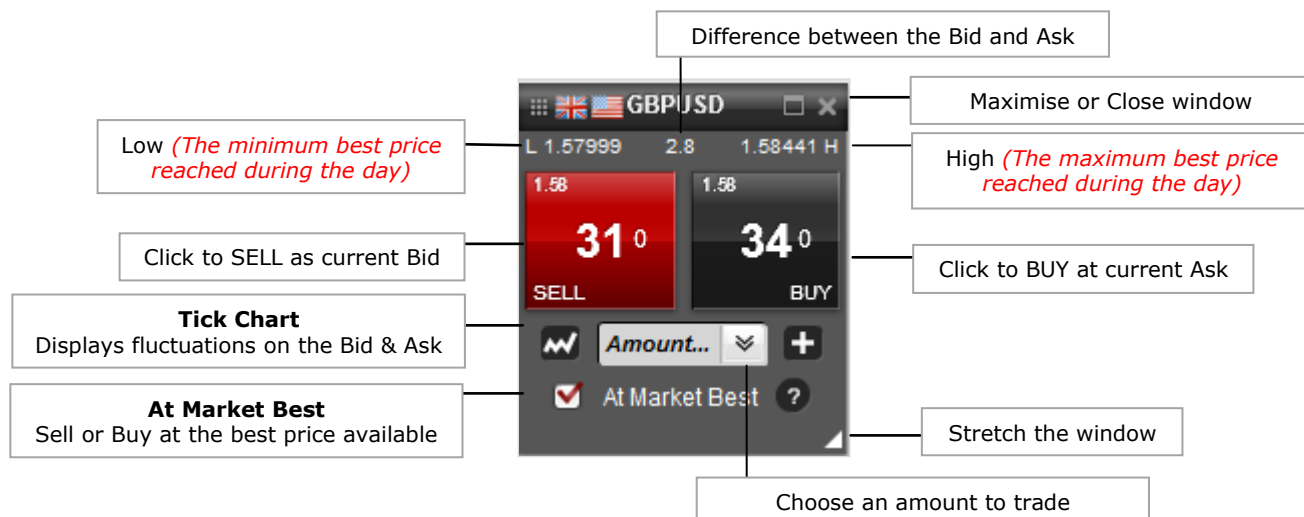 Difference between the Bid and Ask
GBPUSD
Maximise or Close window
Low (The minimum best price
reached during the day)
L 1.57999 2.8 1.58441 H
High (The maximum best price
reached during the day)
1.58
31 0
SELL
1.58
34 0
BUY
Click to SELL as current Bid
Click to BUY at current Ask
Tick Chart
Displays fluctuations on the Bid & Ask
Amount...
At Market Best
Sell or Buy at the best price available
At Market Best ?
Stretch the window
Choose an amount to trade